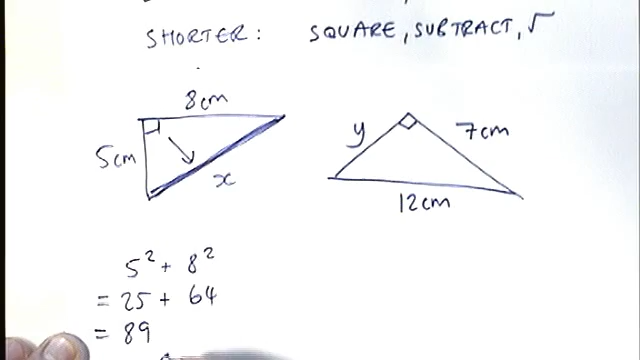 SHORTER: SQUARE, SUBTRACT, √
8cm
5cm
x
y
7cm
12cm
5² + 8²
= 25 + 64
= 89